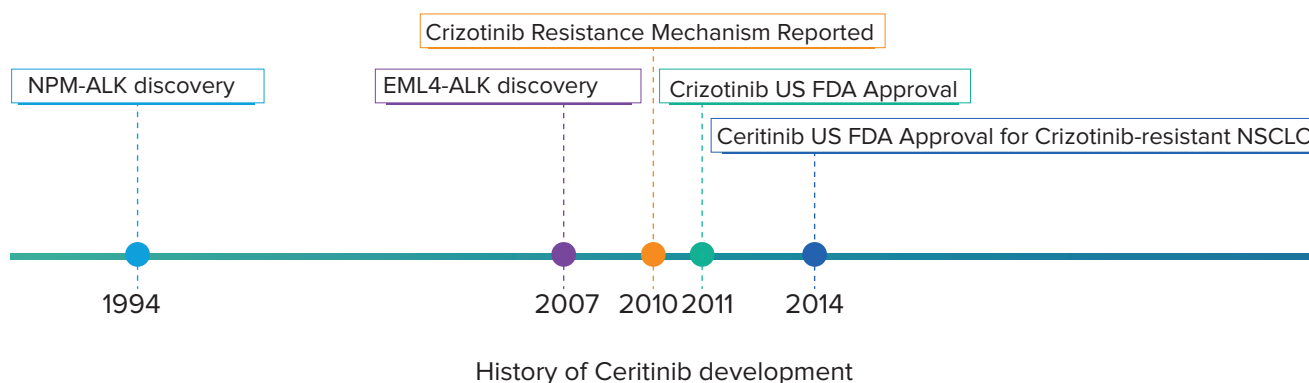 Crizotinib Resistance Mechanism Reported
NPM-ALK discovery
EML4-ALK discovery
Crizotinib US FDA Approval
Ceritinib US FDA Approval for Crizotinib-resistant NSCLC
1994
2007
2010
2011
2014
History of Ceritinib development